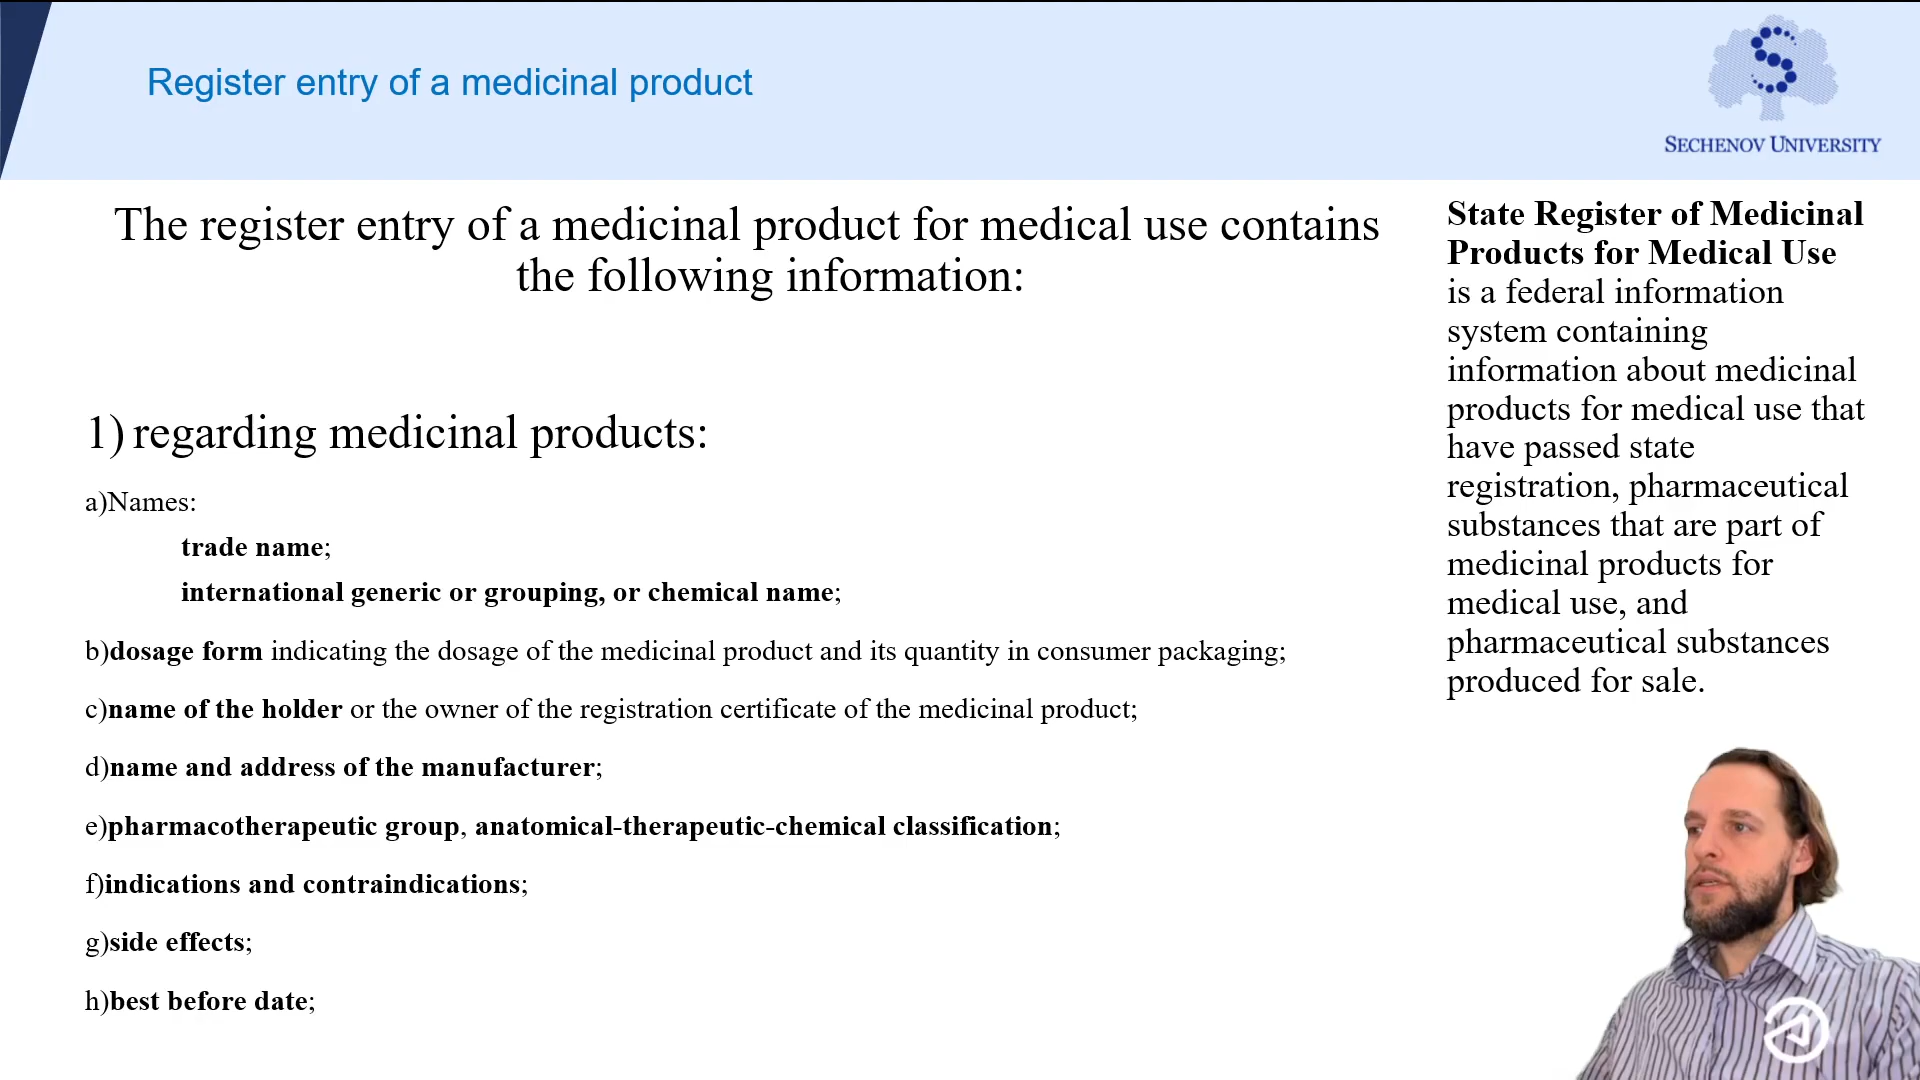 Register entry of a medicinal product
SECHENOV UNIVERSITY
The register entry of a medicinal product for medical use contains
the following information:
1) regarding medicinal products:
a)Names:
trade name;
international generic or grouping, or chemical name;
b)dosage form indicating the dosage of the medicinal product and its quantity in consumer packaging;
c)name of the holder or the owner of the registration certificate of the medicinal product;
d)name and address of the manufacturer;
e)pharmacotherapeutic group, anatomical-therapeutic-chemical classification;
f)indications and contraindications;
g)side effects;
h)best before date;
State Register of Medicinal
Products for Medical Use
is a federal information
system containing
information about medicinal
products for medical use that
have passed state
registration, pharmaceutical
substances that are part of
medicinal products for
medical use, and
pharmaceutical substances
produced for sale.